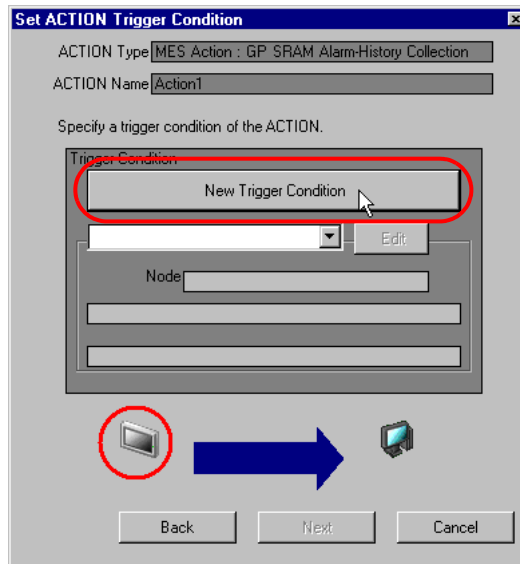 Set ACTION Trigger Condition
ACTION Type MES Action : GP SRAM Alarm-History Collection
ACTION Name Action1
Specify a trigger condition of the ACTION.
Trigger Condition
New Trigger Condition
Edit
Node
Back Next Cancel